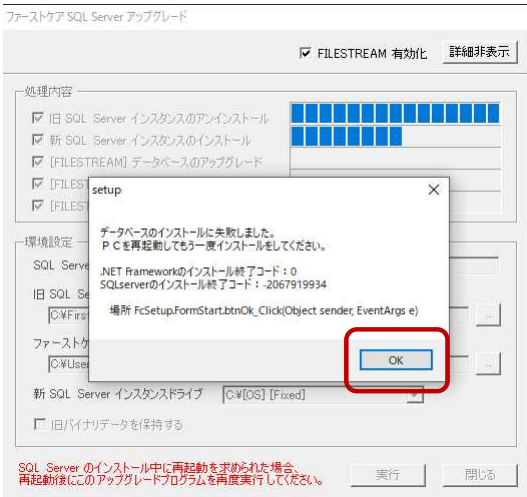 ファーストケア SQL Server アップグレード
FILESTREAM 有効化
詳細非表示
処理内容
旧 SQL Server インスタンスのアンインストール
新 SQL Server インスタンスのインストール
[FILESTREAM] データベースのアップグレード
[FILEST
[FILEST
setup
データベースのインストールに失敗しました。
ＰＣを再起動してもう一度インストールをしてください。
.NET Frameworkのインストール終了コード：0
SQLserverのインストール終了コード：-2067919934
場所 FcSetup.FormStart.btnOk_Click(Object sender, EventArgs e)
OK
環境設定
SQL Serve
旧 SQL Se
C:¥Firs
...
ファーストケ
C:¥User
...
新 SQL Server インスタンスドライブ
C:¥[OS] [Fixed]
旧バイナリデータを保持する
SQL Server のインストール中に再起動を求められた場合、
再起動後にこのアップグレードプログラムを再度実行してください。
実行
閉じる